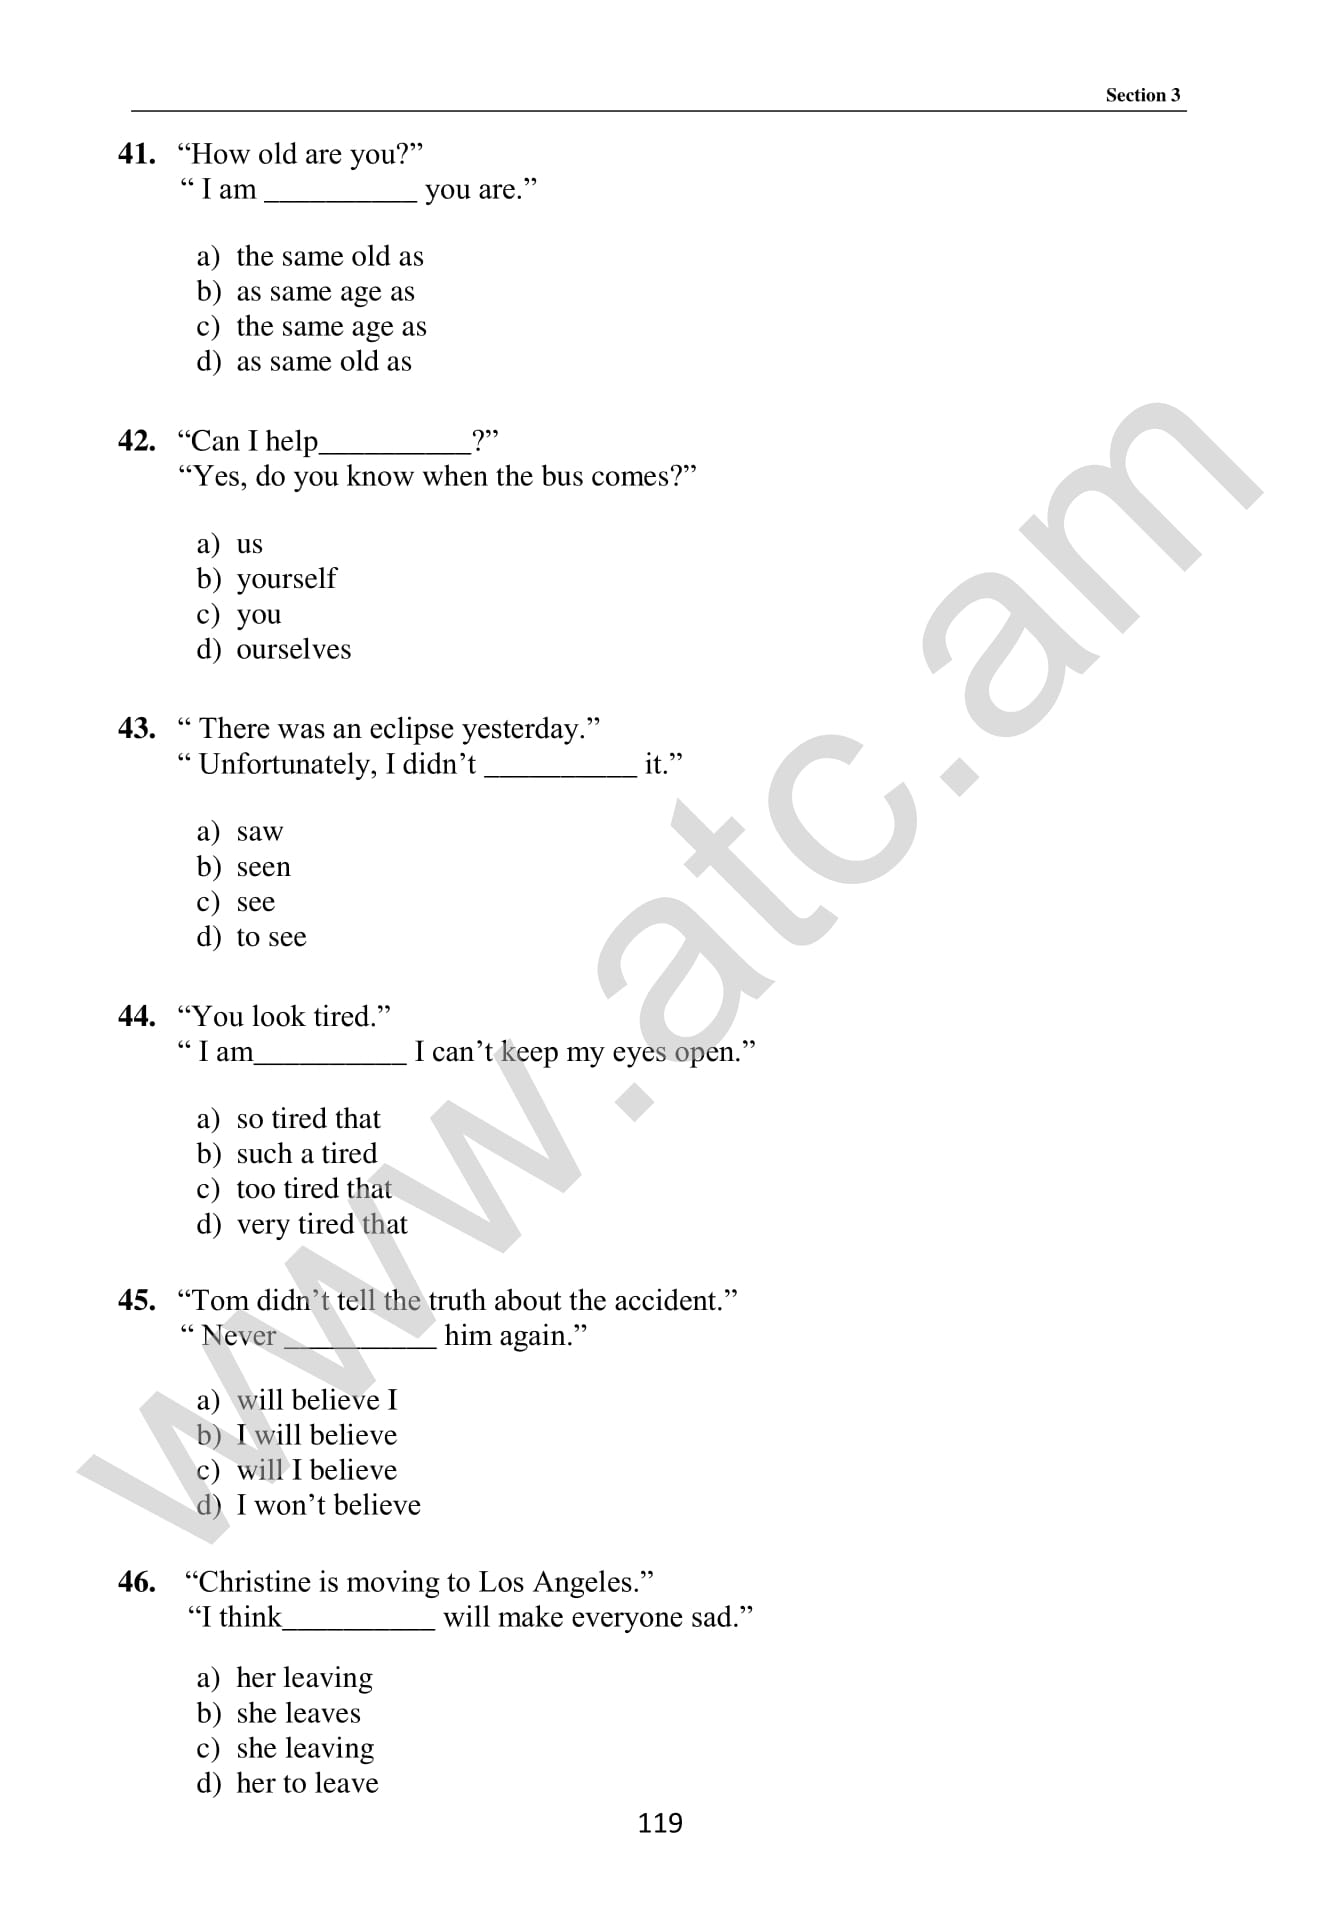 Section 3
41. “How old are you?”
“ I am __________ you are.”
a) the same old as
b) as same age as
c) the same age as
d) as same old as
42. “Can I help__________?”
“Yes, do you know when the bus comes?”
a) us
b) yourself
c) you
d) ourselves
43. “ There was an eclipse yesterday.”
“ Unfortunately, I didn’t __________ it.”
a) saw
b) seen
c) see
d) to see
44. “You look tired.”
“ I am__________ I can’t keep my eyes open.”
a) so tired that
b) such a tired
c) too tired that
d) very tired that
45. “Tom didn’t tell the truth about the accident.”
“ Never __________ him again.”
a) will believe I
b) I will believe
c) will I believe
d) I won’t believe
46. “Christine is moving to Los Angeles.”
“I think__________ will make everyone sad.”
a) her leaving
b) she leaves
c) she leaving
d) her to leave
119
www.atc.am